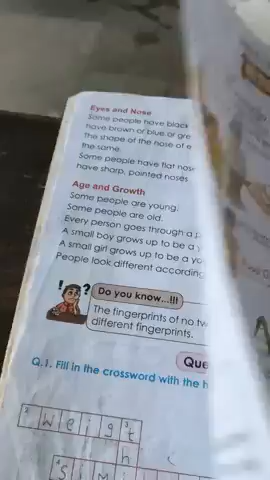 Eyes and Nose
Some people have black
have brown or blue or gre
The shape of the nose of e
the same.
Some people have flat nose
have sharp, pointed noses
Age and Growth
Some people are young.
Some people are old.
Every person goes through a p
A small boy grows up to be a y
A small girl grows up to be a yo
People look different according
! ?
Do you know...!!!
The fingerprints of no tw
different fingerprints.
Que
Q.1. Fill in the crossword with the h
W e i g t
h
S i m i